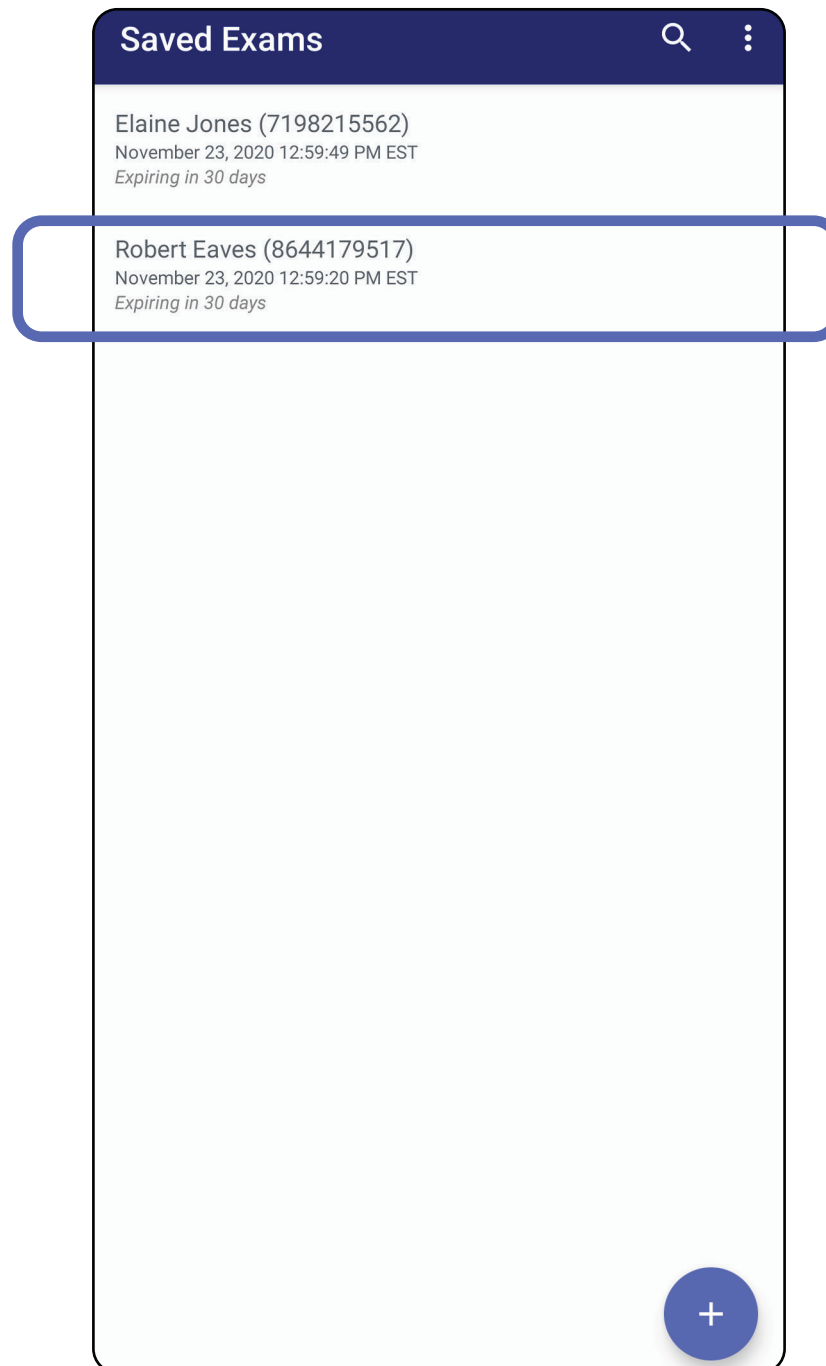 Saved Exams
Elaine Jones (7198215562)
November 23, 2020 12:59:49 PM EST
Expiring in 30 days
Robert Eaves (8644179517)
November 23, 2020 12:59:20 PM EST
Expiring in 30 days